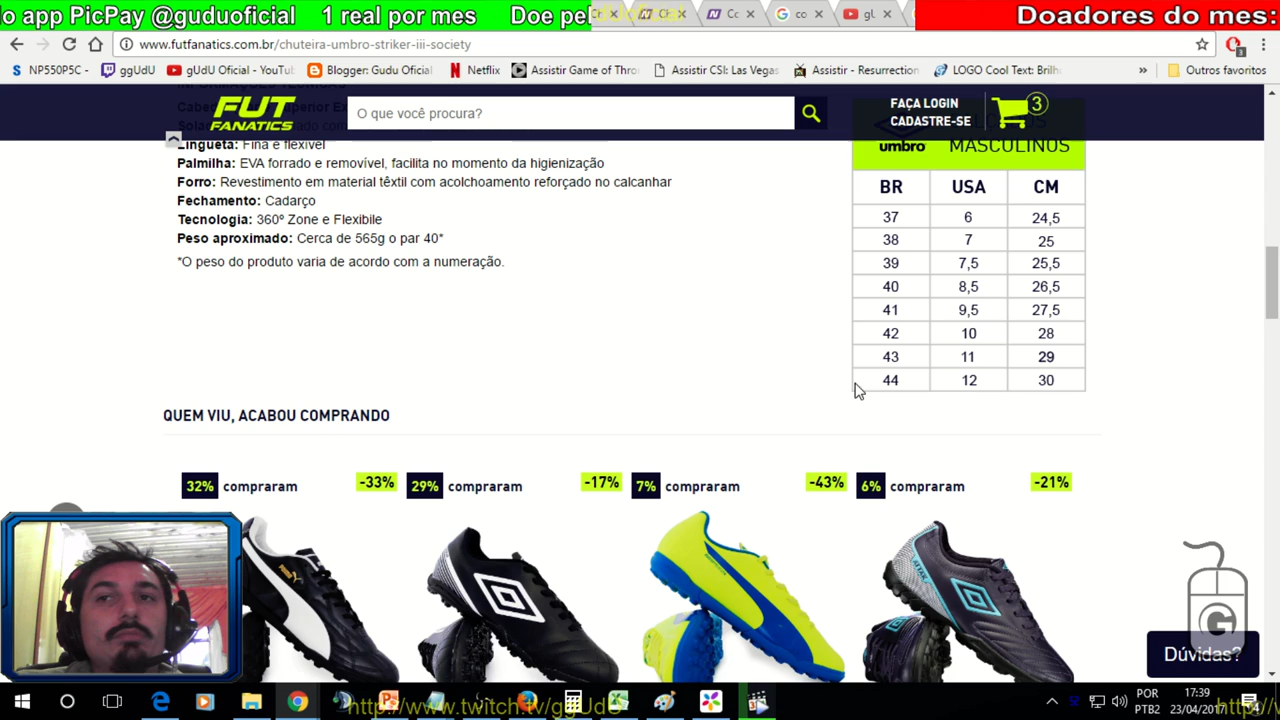 lo app PicPay @guduoficial 1 real por mes Doe pel
Doadores do mes:
www.futfanatics.com.br/chuteira-umbro-striker-iii-society
NP550P5C - ggUdU gUdU Oficial - YouTu Blogger: Gudu Oficial Netflix Assistir Game of Thro Assistir CSI: Las Vegas Assistir - Resurrection LOGO Cool Text: Brilh » Outros favoritos
FUT FANATICS
O que você procura?
FAÇA LOGIN
CADASTRE-SE
3
Lingueta: Fina e flexível
Palmilha: EVA forrado e removível, facilita no momento da higienização
Forro: Revestimento em material têxtil com acolchoamento reforçado no calcanhar
Fechamento: Cadarço
Tecnologia: 360º Zone e Flexibile
Peso aproximado: Cerca de 565g o par 40*
*O peso do produto varia de acordo com a numeração.
umbro MASCULINOS
BR USA CM
37 6 24,5
38 7 25
39 7,5 25,5
40 8,5 26,5
41 9,5 27,5
42 10 28
43 11 29
44 12 30
QUEM VIU, ACABOU COMPRANDO
32% compraram -33% 29% compraram -17% 7% compraram -43% 6% compraram -21%
Dúvidas?
http://www.twitch.tv/ggUdU
POR
PTB2
17:39
23/04/2017